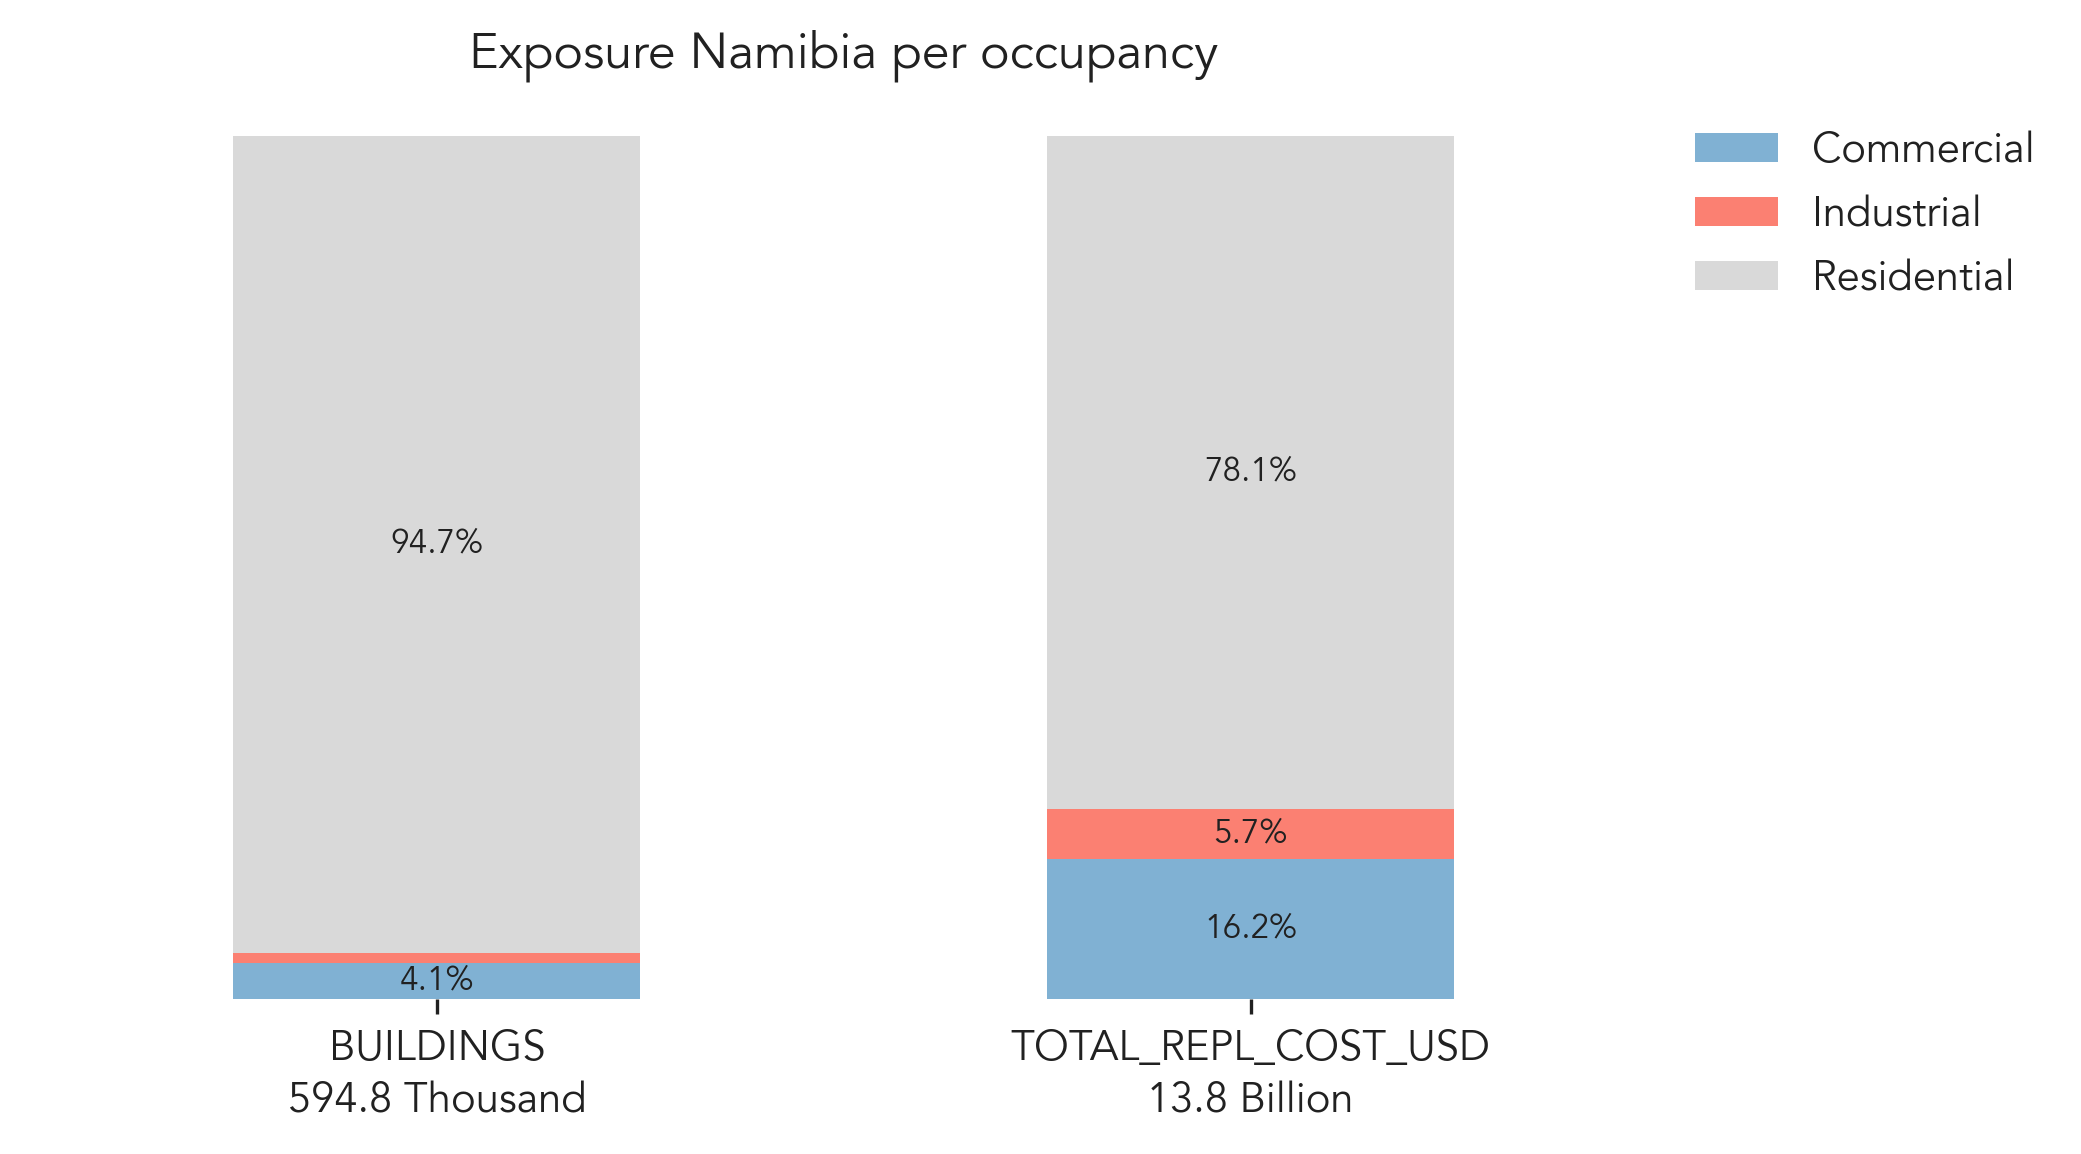 Exposure Namibia per occupancy
Commercial
Industrial
Residential
94.7%
4.1%
78.1%
5.7%
16.2%
BUILDINGS
594.8 Thousand
TOTAL_REPL_COST_USD
13.8 Billion